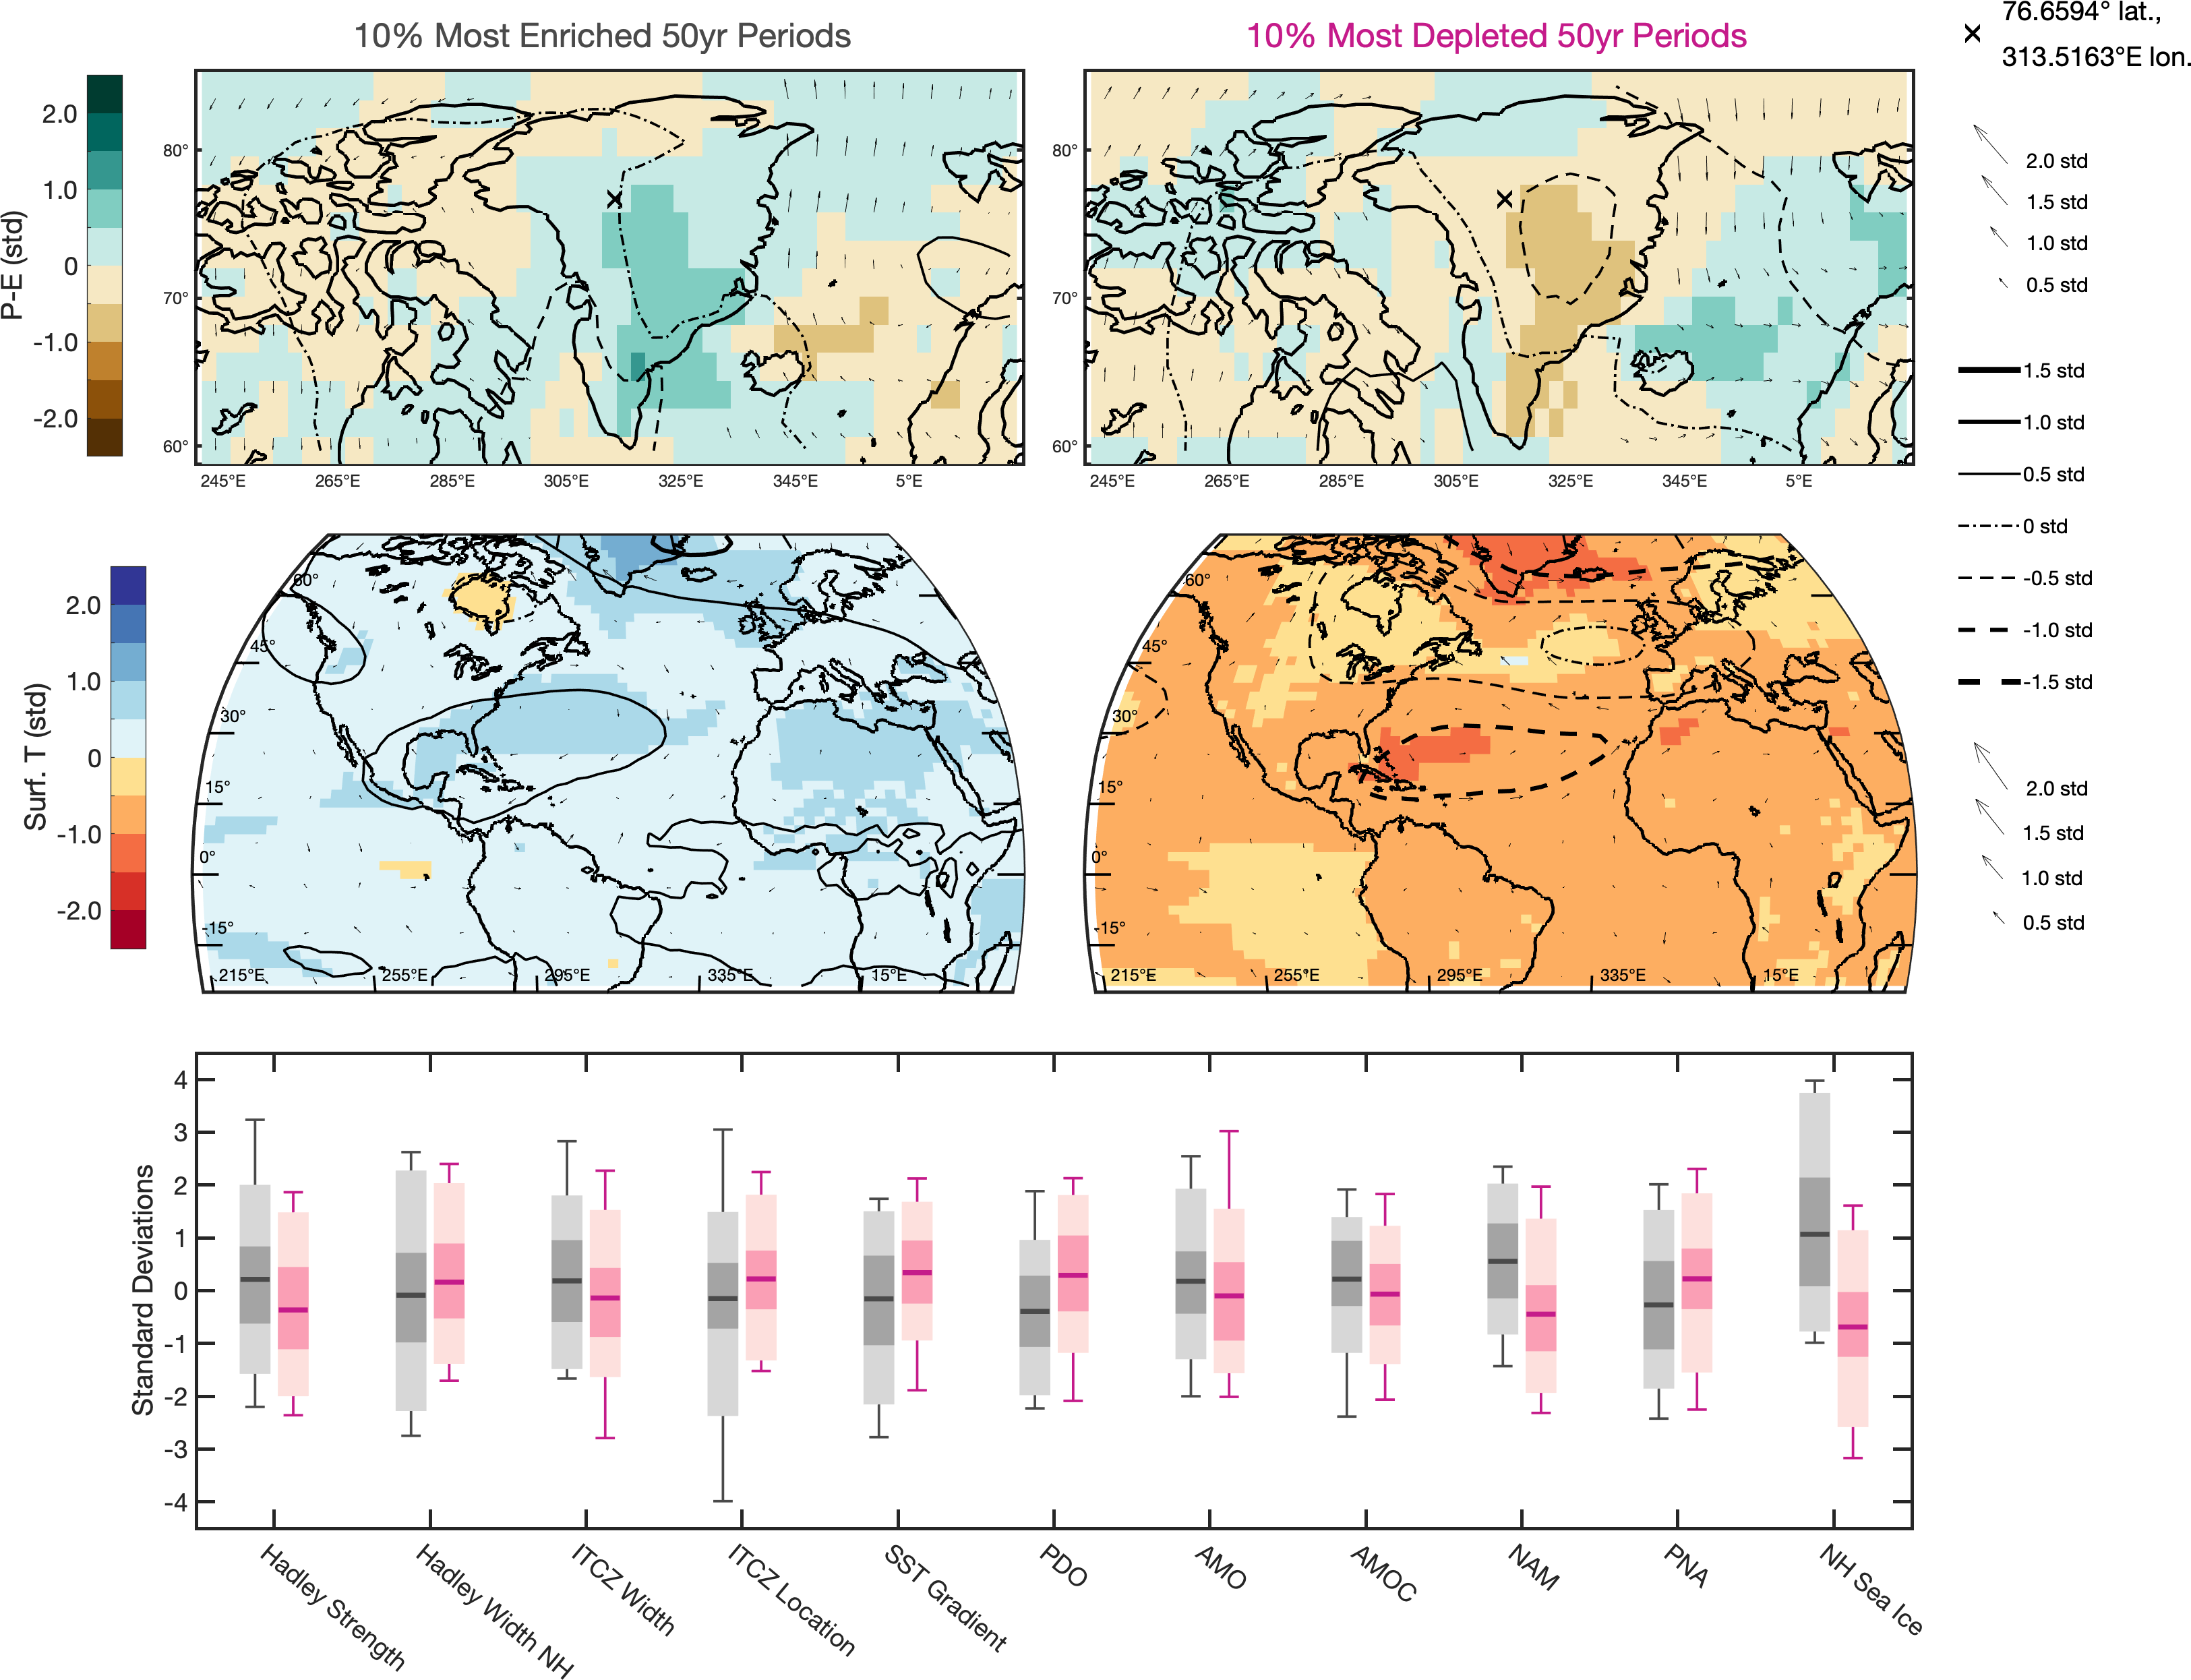 10% Most Enriched 50yr Periods
10% Most Depleted 50yr Periods
76.6594° lat.,
313.5163°E lon.
P-E (std)
2.0
1.0
0
-1.0
-2.0
80°
70°
60°
245°E 265°E 285°E 305°E 325°E 345°E 5°E
80°
70°
60°
245°E 265°E 285°E 305°E 325°E 345°E 5°E
2.0 std
1.5 std
1.0 std
0.5 std
1.5 std
1.0 std
0.5 std
0 std
-0.5 std
-1.0 std
-1.5 std
2.0 std
1.5 std
1.0 std
0.5 std
Surf. T (std)
2.0
1.0
0
-1.0
-2.0
60°
45°
30°
15°
0°
-15°
215°E 255°E 295°E 335°E 15°E
60°
45°
30°
15°
0°
-15°
215°E 255°E 295°E 335°E 15°E
Standard Deviations
4
3
2
1
0
-1
-2
-3
-4
Hadley Strength
Hadley Width NH
ITCZ Width
ITCZ Location
SST Gradient
PDO
AMO
AMOC
NAM
PNA
NH Sea Ice